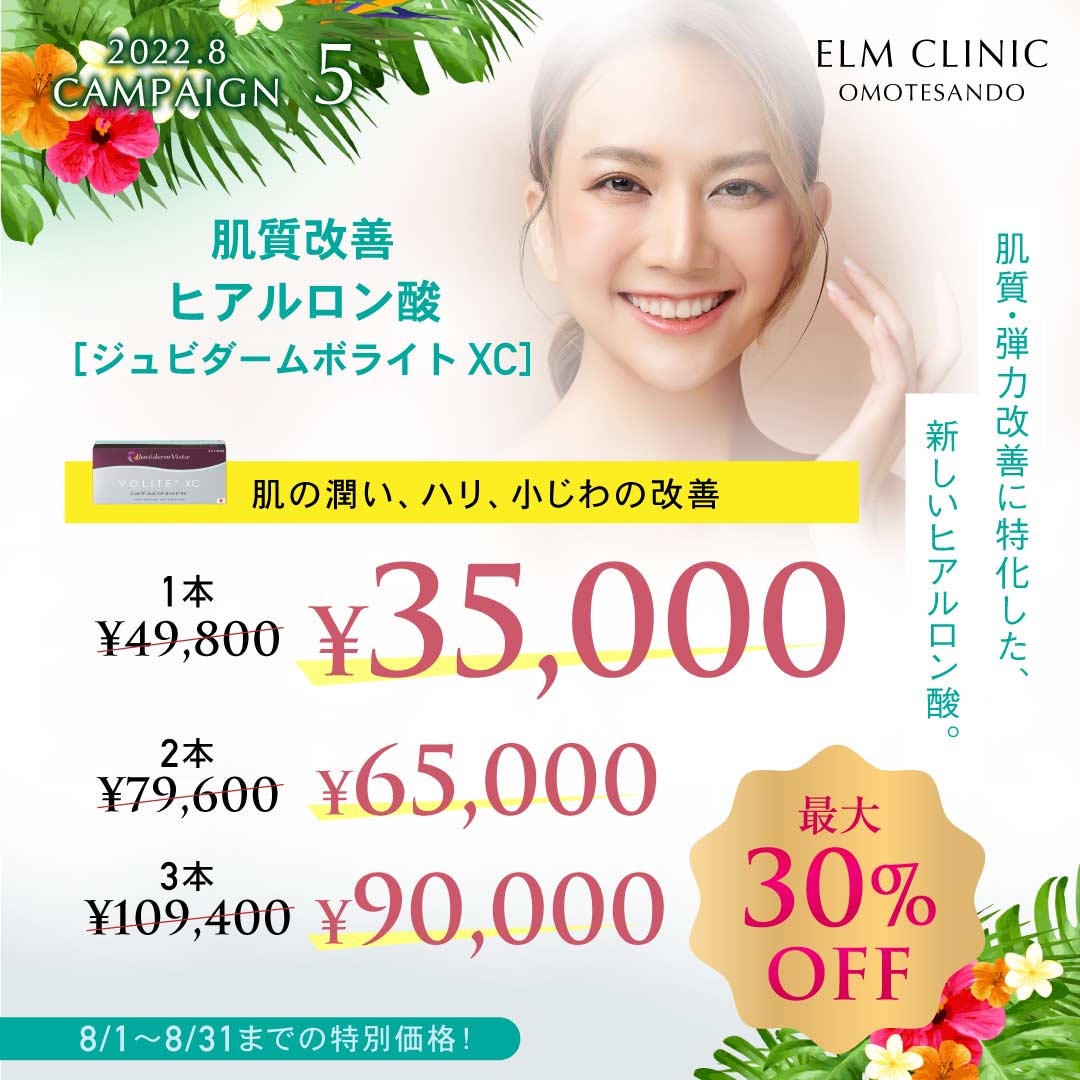 2022.8
CAMPAIGN 5
ELM CLINIC
OMOTESANDO
肌質改善
ヒアルロン酸
[ジュビダームボライト XC]
肌質・弾力改善に特化した、
新しいヒアルロン酸。
Juvéderm Vista
VOLITE™ XC
肌の潤い、ハリ、小じわの改善
1本
¥49,800 ¥35,000
2本
¥79,600 ¥65,000
3本
¥109,400 ¥90,000
最大
30%
OFF
8/1～8/31までの特別価格！